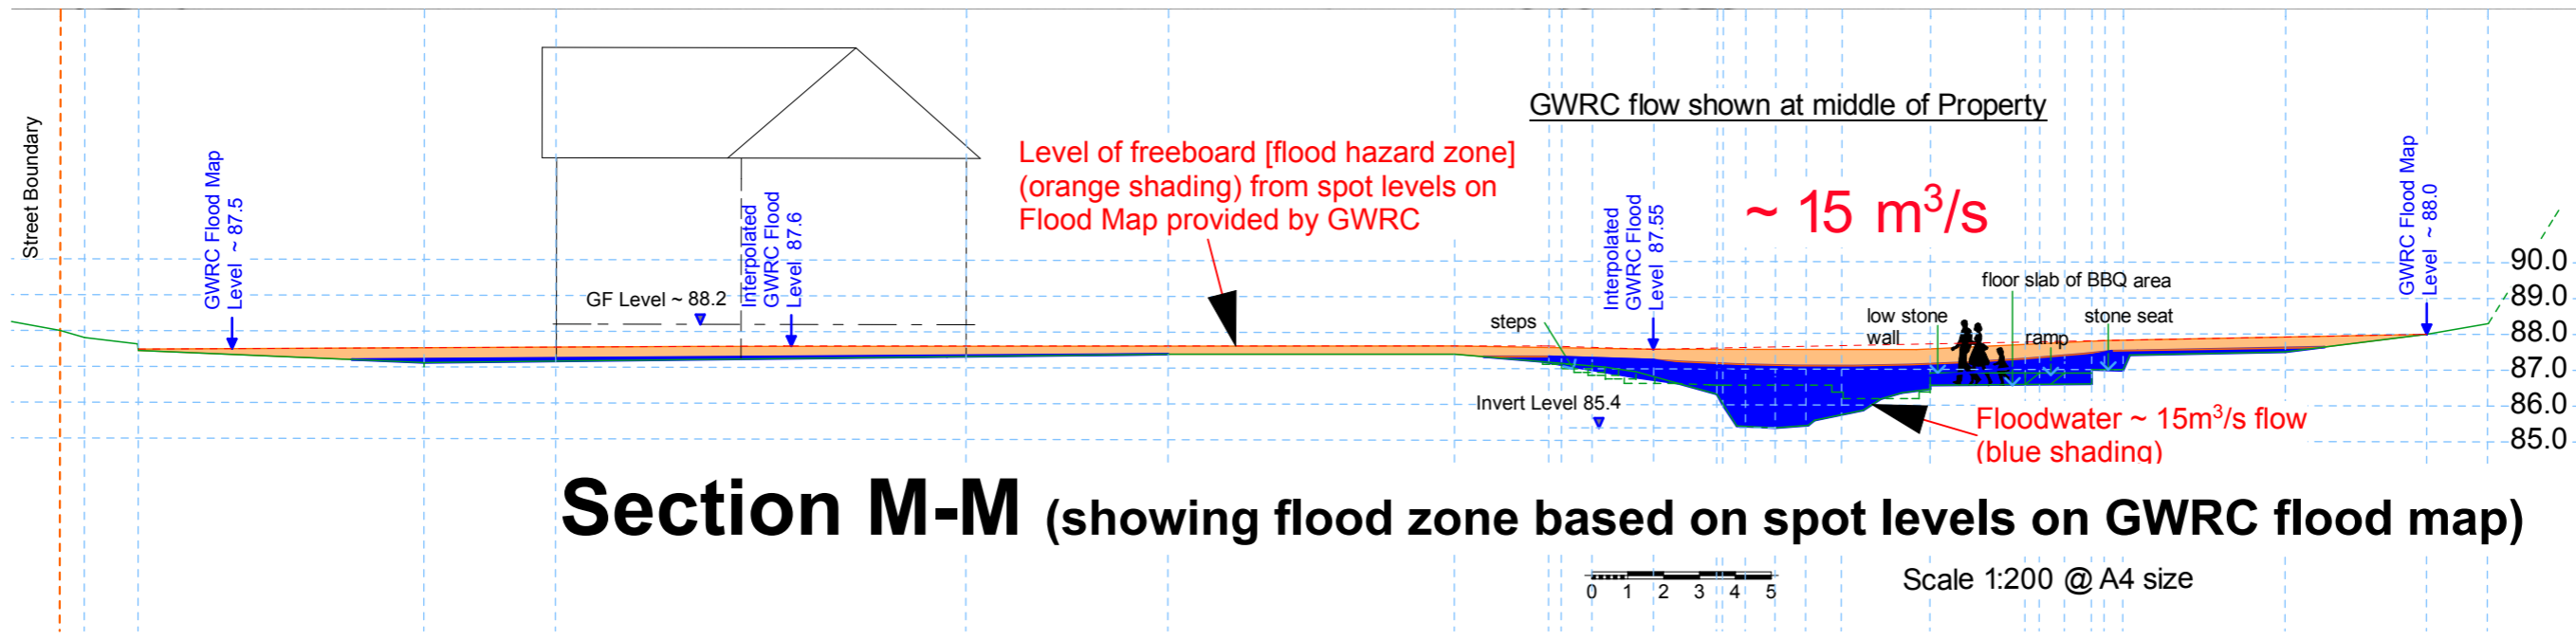 GWRC flow shown at middle of Property
Street Boundary
GWRC Flood Map
Level ~ 87.5
Interpolated
GWRC Flood
Level 87.6
GF Level ~ 88.2
Level of freeboard [flood hazard zone]
(orange shading) from spot levels on
Flood Map provided by GWRC
Interpolated
GWRC Flood
Level 87.55
~ 15 m³/s
GWRC Flood Map
Level ~ 88.0
90.0
89.0
88.0
87.0
86.0
85.0
floor slab of BBQ area
steps
low stone
wall
ramp
stone seat
Invert Level 85.4
Floodwater ~ 15m³/s flow
(blue shading)
Section M-M (showing flood zone based on spot levels on GWRC flood map)
0 1 2 3 4 5
Scale 1:200 @ A4 size